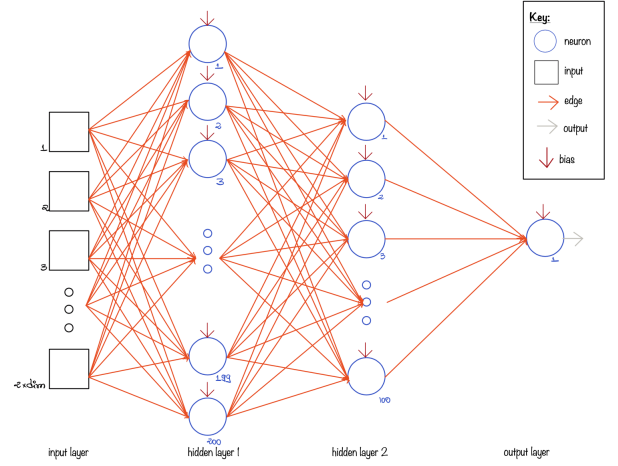 Key:
neuron
input
edge
output
bias
1
2
3
1
2
3
199
200
1
2
3
100
1
input layer
hidden layer 1
hidden layer 2
output layer